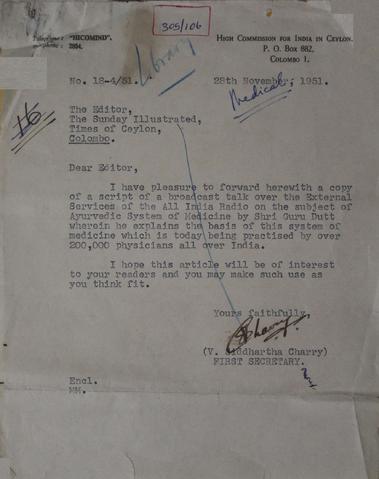 305/106
"HICOMIND".
2804.
HIGH COMMISSION FOR INDIA IN CEYLON.
P. O. BOX 882,
COLOMBO 1.
No. 18-4/51.
Library
28th November, 1951.
Medical
The Editor,
The Sunday Illustrated,
Times of Ceylon,
Colombo.
Dear Editor,
I have pleasure to forward herewith a copy
of a script of a broadcast talk over the External
Services of the All India Radio on the subject of
Ayurvedic System of Medicine by Shri Guru Dutt
wherein he explains the basis of this system of
medicine which is today being practised by over
200,000 physicians all over India.
I hope this article will be of interest
to your readers and you may make such use as
you think fit.
Yours faithfully,
(V. Siddhartha Charry)
FIRST SECRETARY.
Encl.
MM.